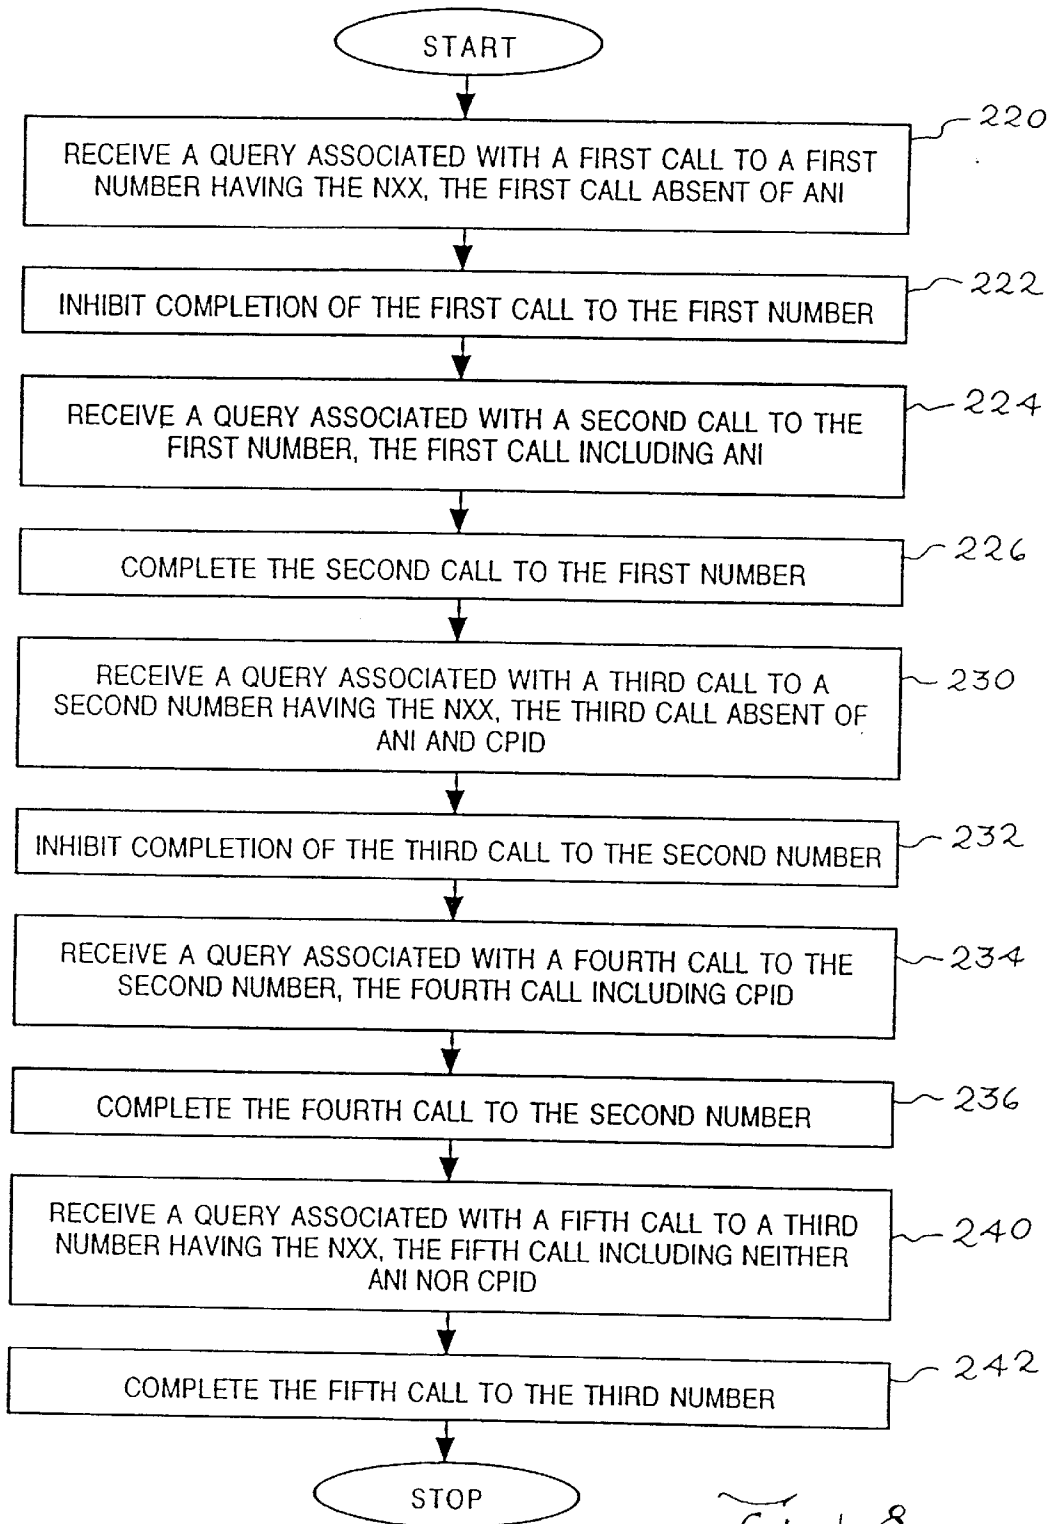 START
220
RECEIVE A QUERY ASSOCIATED WITH A FIRST CALL TO A FIRST
NUMBER HAVING THE NXX, THE FIRST CALL ABSENT OF ANI
222
INHIBIT COMPLETION OF THE FIRST CALL TO THE FIRST NUMBER
224
RECEIVE A QUERY ASSOCIATED WITH A SECOND CALL TO THE
FIRST NUMBER, THE FIRST CALL INCLUDING ANI
226
COMPLETE THE SECOND CALL TO THE FIRST NUMBER
230
RECEIVE A QUERY ASSOCIATED WITH A THIRD CALL TO A
SECOND NUMBER HAVING THE NXX, THE THIRD CALL ABSENT OF
ANI AND CPID
232
INHIBIT COMPLETION OF THE THIRD CALL TO THE SECOND NUMBER
234
RECEIVE A QUERY ASSOCIATED WITH A FOURTH CALL TO THE
SECOND NUMBER, THE FOURTH CALL INCLUDING CPID
236
COMPLETE THE FOURTH CALL TO THE SECOND NUMBER
240
RECEIVE A QUERY ASSOCIATED WITH A FIFTH CALL TO A THIRD
NUMBER HAVING THE NXX, THE FIFTH CALL INCLUDING NEITHER
ANI NOR CPID
242
COMPLETE THE FIFTH CALL TO THE THIRD NUMBER
STOP
8